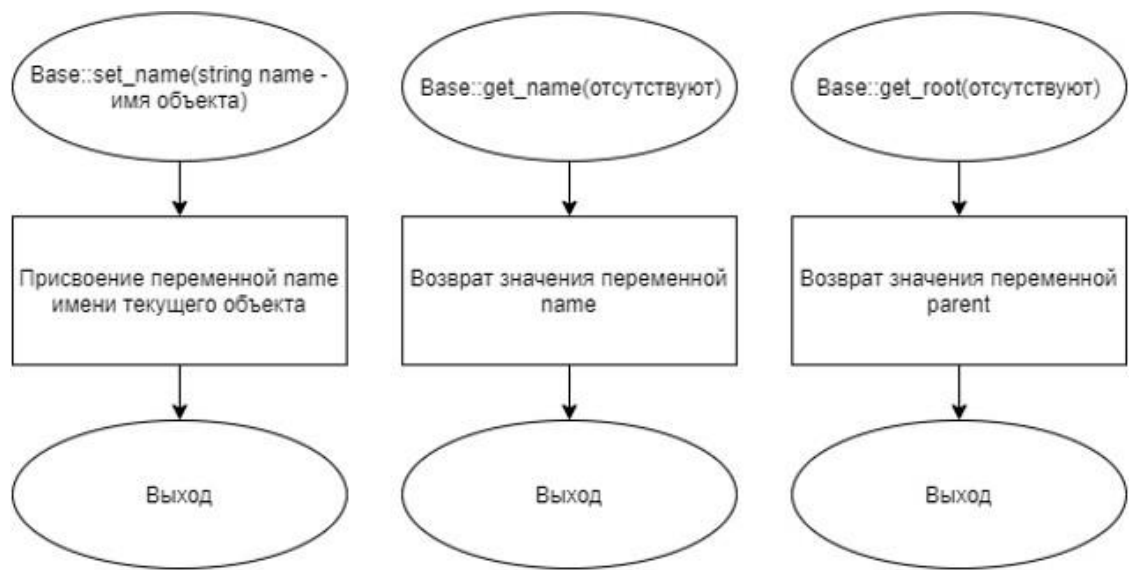 Base::set_name(string name -
имя объекта)
Присвоение переменной name
имени текущего объекта
Выход
Base::get_name(отсутствуют)
Возврат значения переменной
name
Выход
Base::get_root(отсутствуют)
Возврат значения переменной
parent
Выход